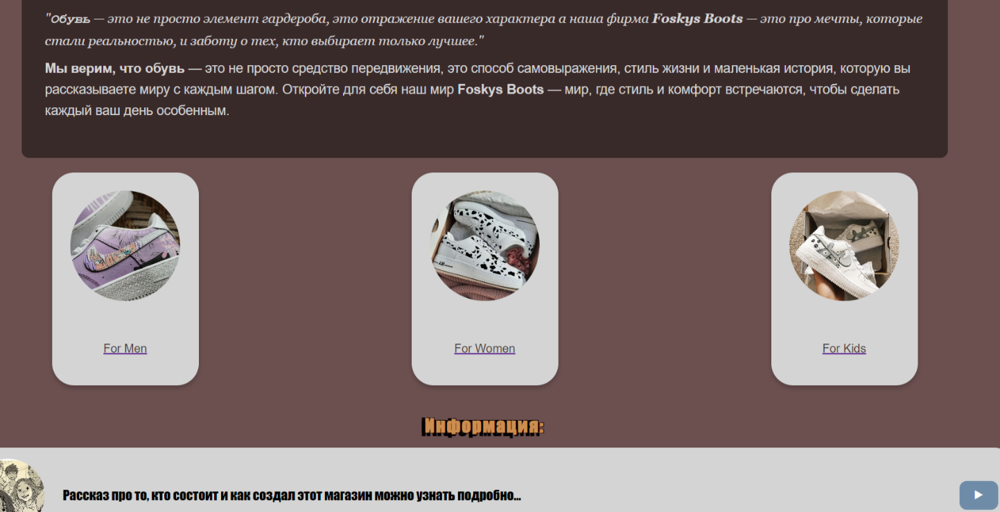 "Обувь — это не просто элемент гардероба, это отражение вашего характера а наша фирма Foskys Boots — это про мечты, которые
стали реальностью, и заботу о тех, кто выбирает только лучшее."
Мы верим, что обувь — это не просто средство передвижения, это способ самовыражения, стиль жизни и маленькая история, которую вы
рассказываете миру с каждым шагом. Откройте для себя наш мир Foskys Boots — мир, где стиль и комфорт встречаются, чтобы сделать
каждый ваш день особенным.
For Men
For Women
For Kids
Информация:
Рассказ про то, кто состоит и как создал этот магазин можно узнать подробно...